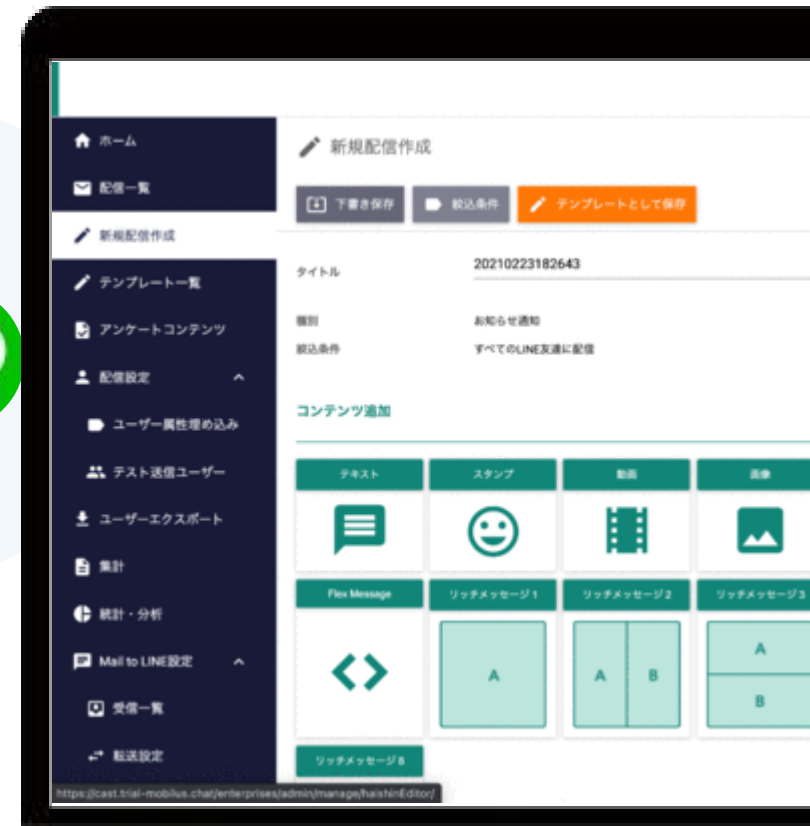 ホーム
配信一覧
新規配信作成
テンプレート一覧
アンケートコンテンツ
配信設定
ユーザー属性埋め込み
テスト送信ユーザー
ユーザーエクスポート
集計
統計・分析
Mail to LINE設定
受信一覧
転送設定
https://cast.trial-mobilus.chat/enterprises/admin/manage/haishinEditor/
新規配信作成
下書き保存
絞込条件
テンプレートとして保存
タイトル
20210223182643
種別
お知らせ通知
絞込条件
すべてのLINE友達に配信
コンテンツ追加
テキスト
スタンプ
動画
画像
Flex Message
リッチメッセージ1
リッチメッセージ2
リッチメッセージ3
A
A B
A
B
リッチメッセージ8